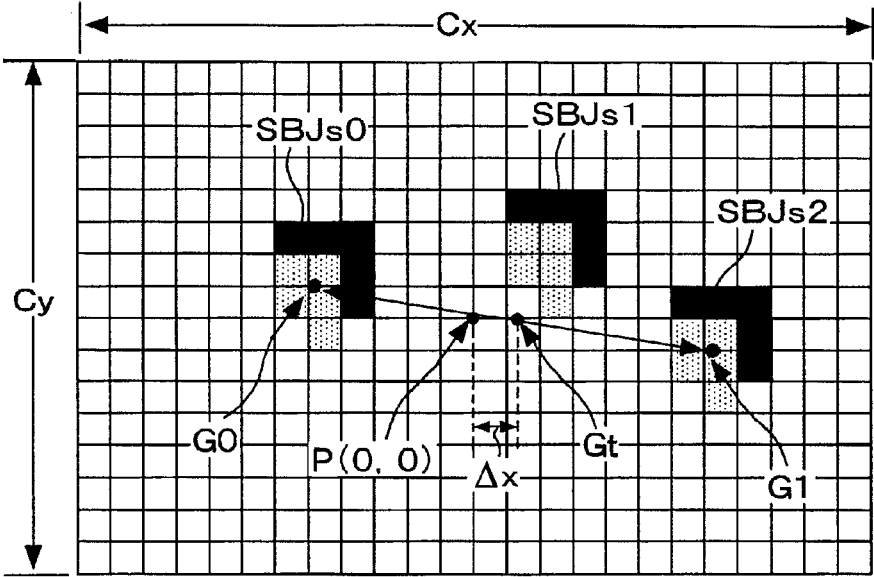 Cx
SBJs0
SBJs1
SBJs2
Cy
G0
P(0, 0)
Δx
Gt
G1